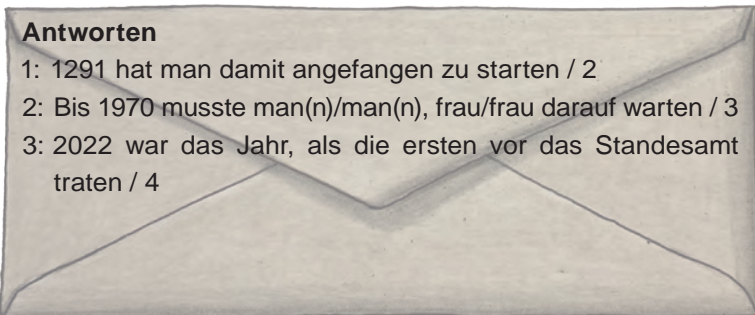 Antworten
1: 1291 hat man damit angefangen zu starten / 2
2: Bis 1970 musste man(n)/man(n), frau/frau darauf warten / 3
3: 2022 war das Jahr, als die ersten vor das Standesamt
traten / 4